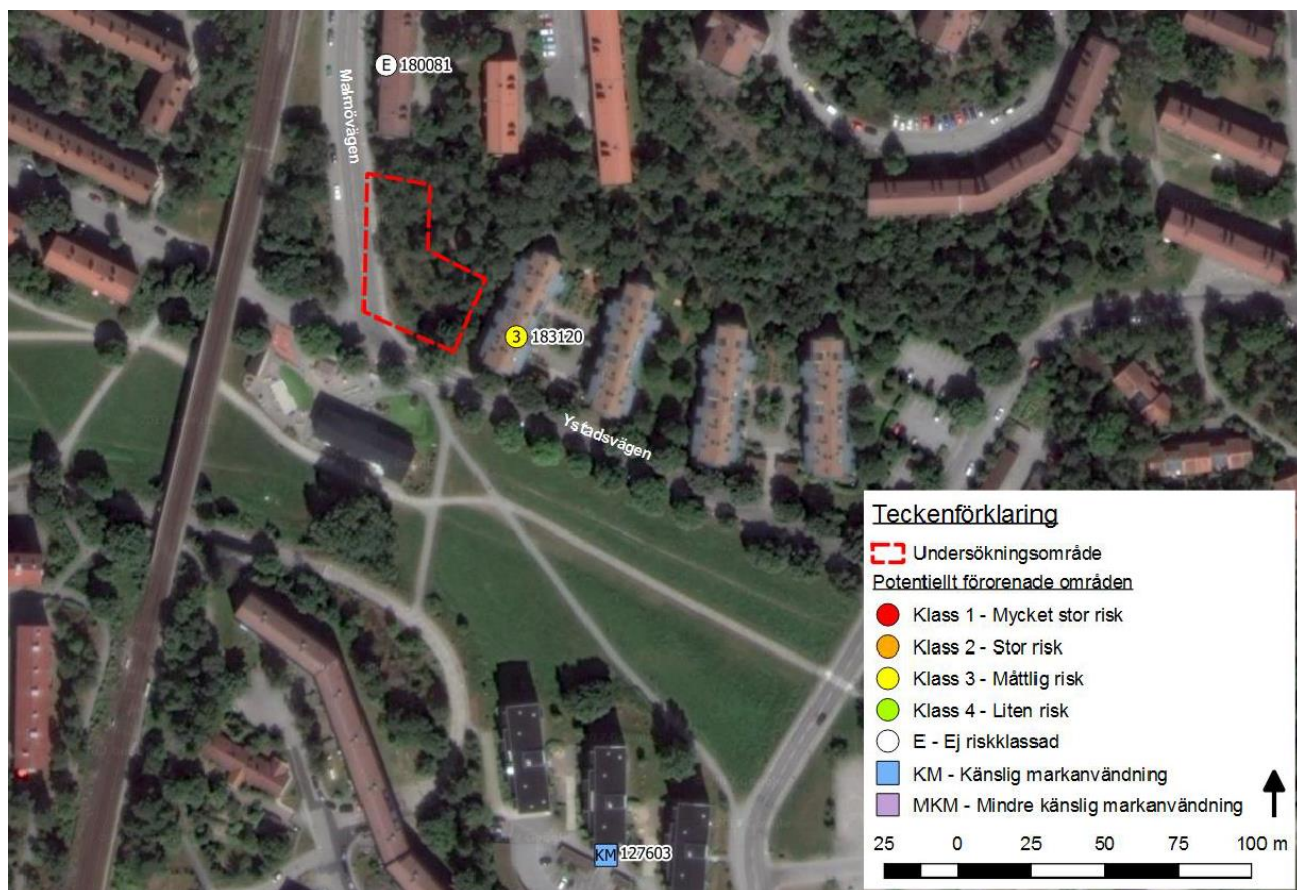 E 180081
Malmövägen
3 183120
Ystadsvägen
KM 127603
Teckenförklaring
Undersökningsområde
Potentiellt förorenade områden
Klass 1 - Mycket stor risk
Klass 2 - Stor risk
Klass 3 - Måttlig risk
Klass 4 - Liten risk
E - Ej riskklassad
KM - Känslig markanvändning
MKM - Mindre känslig markanvändning
25 0 25 50 75 100 m